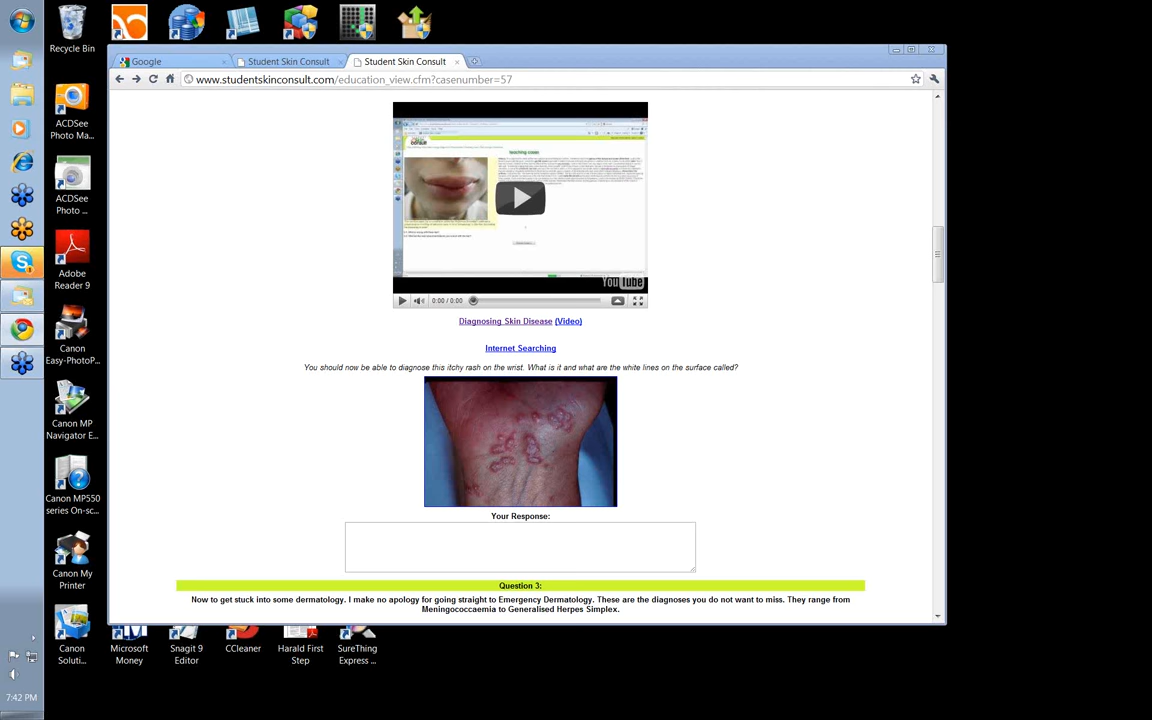 Recycle Bin
Google
Student Skin Consult
Student Skin Consult
www.studentskinconsult.com/education_view.cfm?casenumber=57
ACDSee
Photo Ma...
ACDSee
Photo ...
Adobe
Reader 9
Canon
Easy-PhotoP...
Canon MP
Navigator E...
Canon MP550
series On-sc...
Canon My
Printer
Canon
Soluti...
consult
teaching cases
You Tube
0:00 / 0:00
Diagnosing Skin Disease (Video)
Internet Searching
You should now be able to diagnose this itchy rash on the wrist. What is it and what are the white lines on the surface called?
Your Response:
Question 3:
Now to get stuck into some dermatology. I make no apology for going straight to Emergency Dermatology. These are the diagnoses you do not want to miss. They range from
Meningococcaemia to Generalised Herpes Simplex.
Microsoft
Money
Snagit 9
Editor
CCleaner
Harald First
Step
SureThing
Express ...
7:42 PM